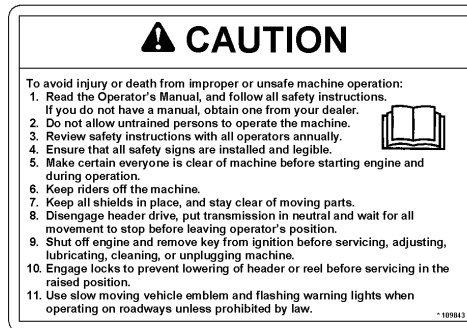 CAUTION
To avoid injury or death from improper or unsafe machine operation:
1. Read the Operator's Manual, and follow all safety instructions.
If you do not have a manual, obtain one from your dealer.
2. Do not allow untrained persons to operate the machine.
3. Review safety instructions with all operators annually.
4. Ensure that all safety signs are installed and legible.
5. Make certain everyone is clear of machine before starting engine and
during operation.
6. Keep riders off the machine.
7. Keep all shields in place, and stay clear of moving parts.
8. Disengage header drive, put transmission in neutral and wait for all
movement to stop before leaving operator's position.
9. Shut off engine and remove key from ignition before servicing, adjusting,
lubricating, cleaning, or unplugging machine.
10. Engage locks to prevent lowering of header or reel before servicing in the
raised position.
11. Use slow moving vehicle emblem and flashing warning lights when
operating on roadways unless prohibited by law.
*109843